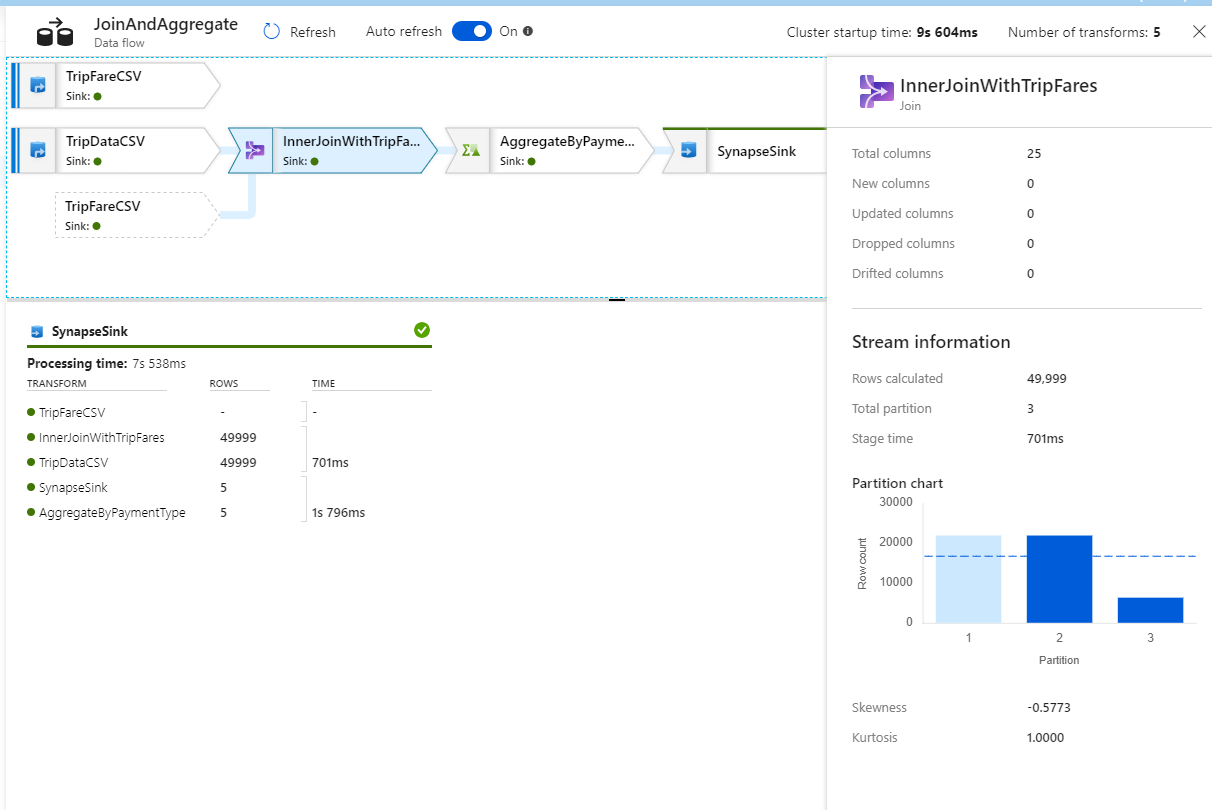 JoinAndAggregate
Data flow
Refresh
Auto refresh
On
Cluster startup time: 9s 604ms
Number of transforms: 5
TripFareCSV
Sink:
TripDataCSV
Sink:
InnerJoinWithTripFa...
Sink:
AggregateByPayme...
Sink:
SynapseSink
TripFareCSV
Sink:
SynapseSink
Processing time: 7s 538ms
TRANSFORM ROWS TIME
TripFareCSV - -
InnerJoinWithTripFares 49999
TripDataCSV 49999 701ms
SynapseSink 5
AggregateByPaymentType 5 1s 796ms
InnerJoinWithTripFares
Join
Total columns 25
New columns 0
Updated columns 0
Dropped columns 0
Drifted columns 0
Stream information
Rows calculated 49,999
Total partition 3
Stage time 701ms
Partition chart
30000
20000
10000
0
Row count
1 2 3
Partition
Skewness -0.5773
Kurtosis 1.0000